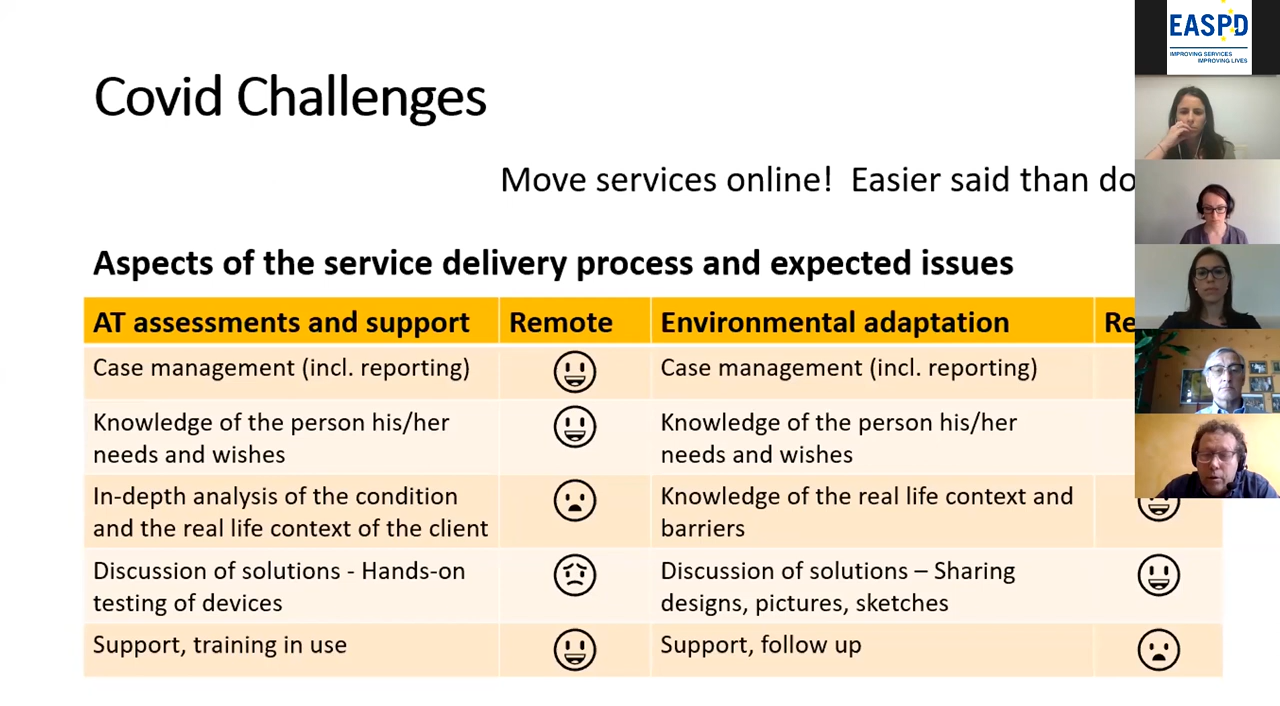 EASPD
IMPROVING SERVICES
IMPROVING LIVES
Covid Challenges
Move services online! Easier said than do
Aspects of the service delivery process and expected issues
AT assessments and support
Remote
Environmental adaptation
Re
Case management (incl. reporting)
Case management (incl. reporting)
Knowledge of the person his/her
needs and wishes
Knowledge of the person his/her
needs and wishes
In-depth analysis of the condition
and the real life context of the client
Knowledge of the real life context and
barriers
Discussion of solutions - Hands-on
testing of devices
Discussion of solutions – Sharing
designs, pictures, sketches
Support, training in use
Support, follow up